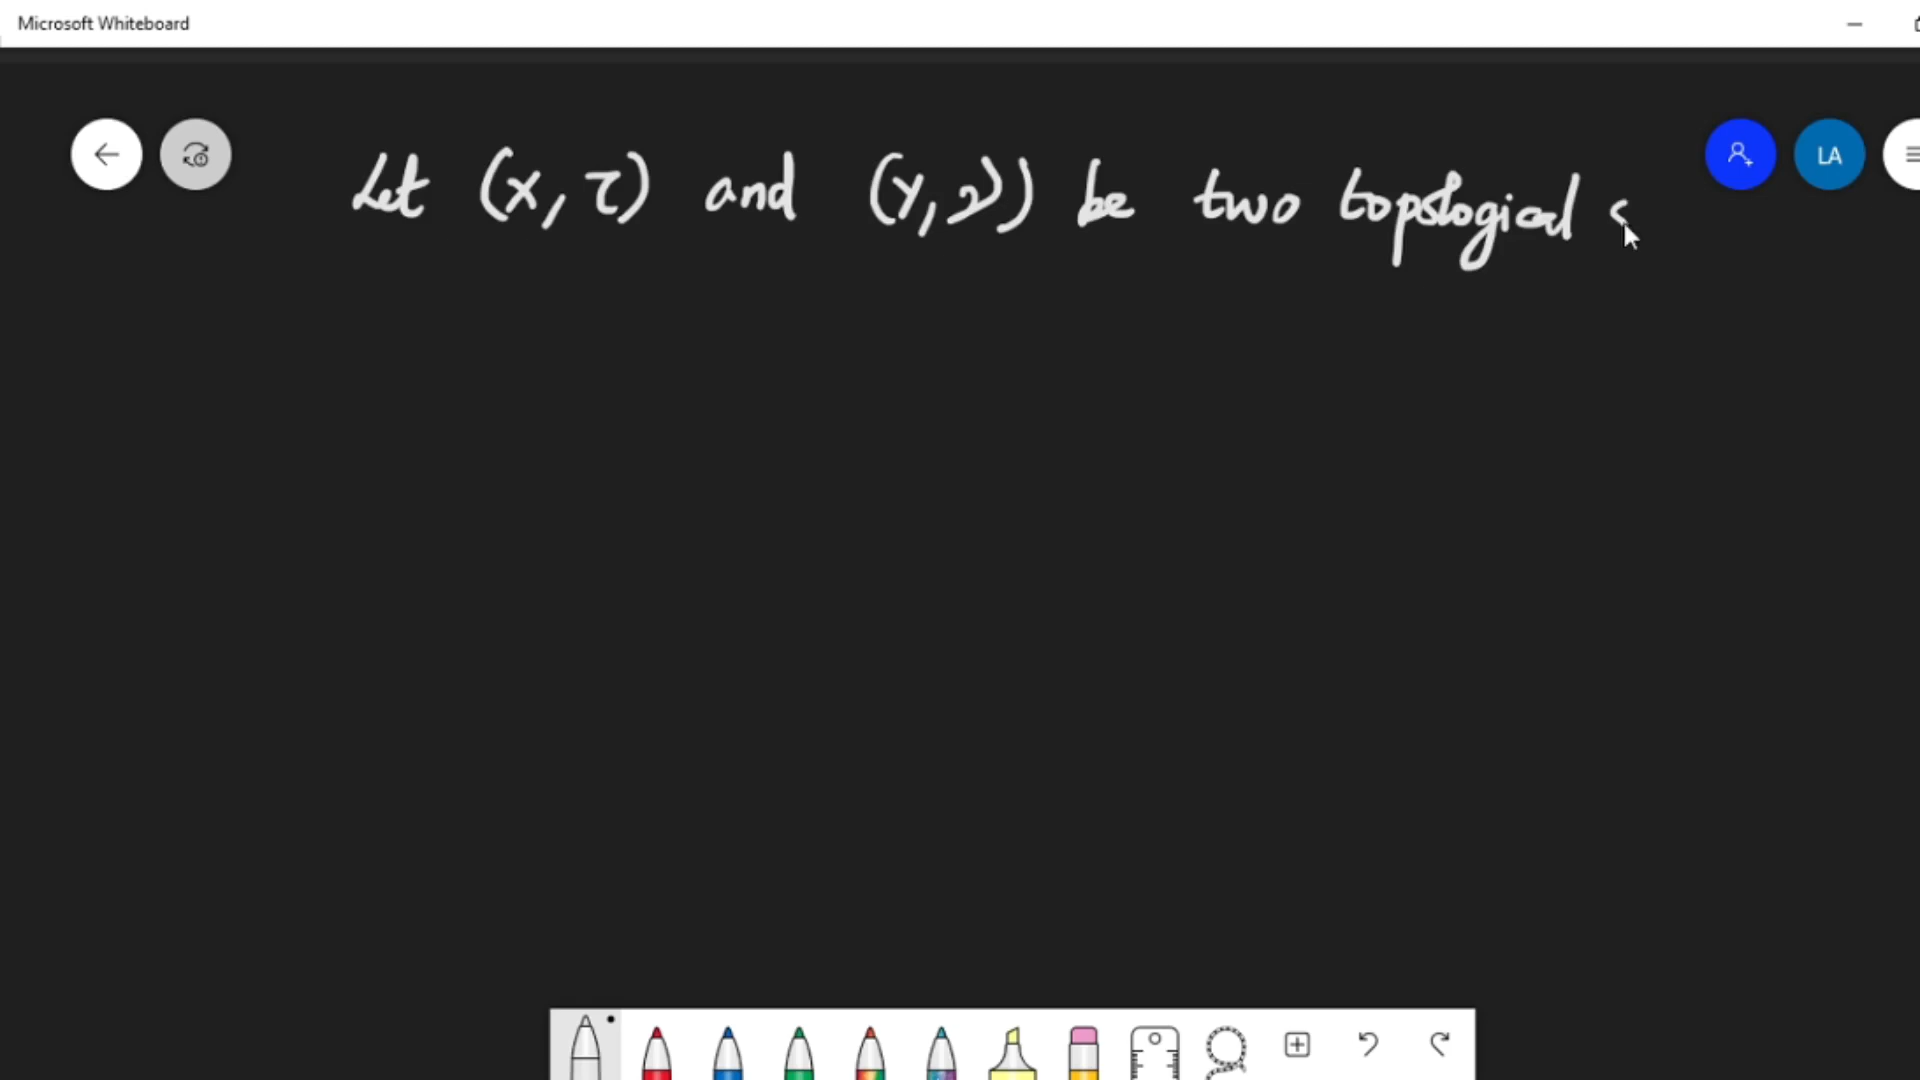 Microsoft Whiteboard
LA
Let (X, τ) and (Y, ν) be two topological s